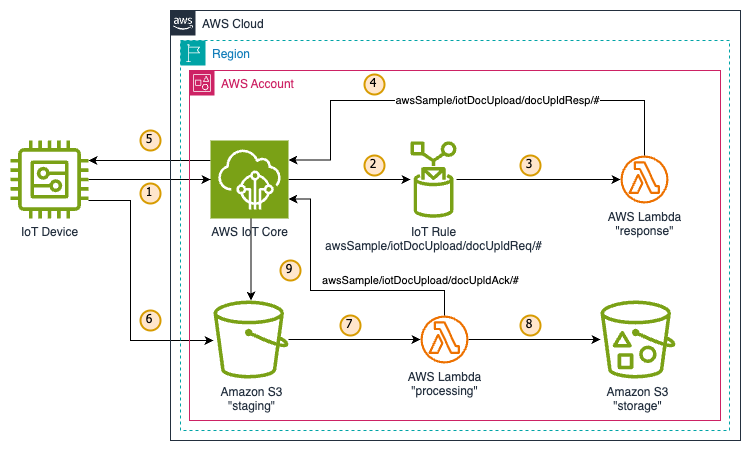 aws
AWS Cloud
Region
AWS Account
4
awsSample/iotDocUpload/docUpldResp/#
5
1
2
3
IoT Device
AWS IoT Core
IoT Rule
awsSample/iotDocUpload/docUpldReq/#
AWS Lambda
"response"
9
awsSample/iotDocUpload/docUpldAck/#
6
7
8
Amazon S3
"staging"
AWS Lambda
"processing"
Amazon S3
"storage"